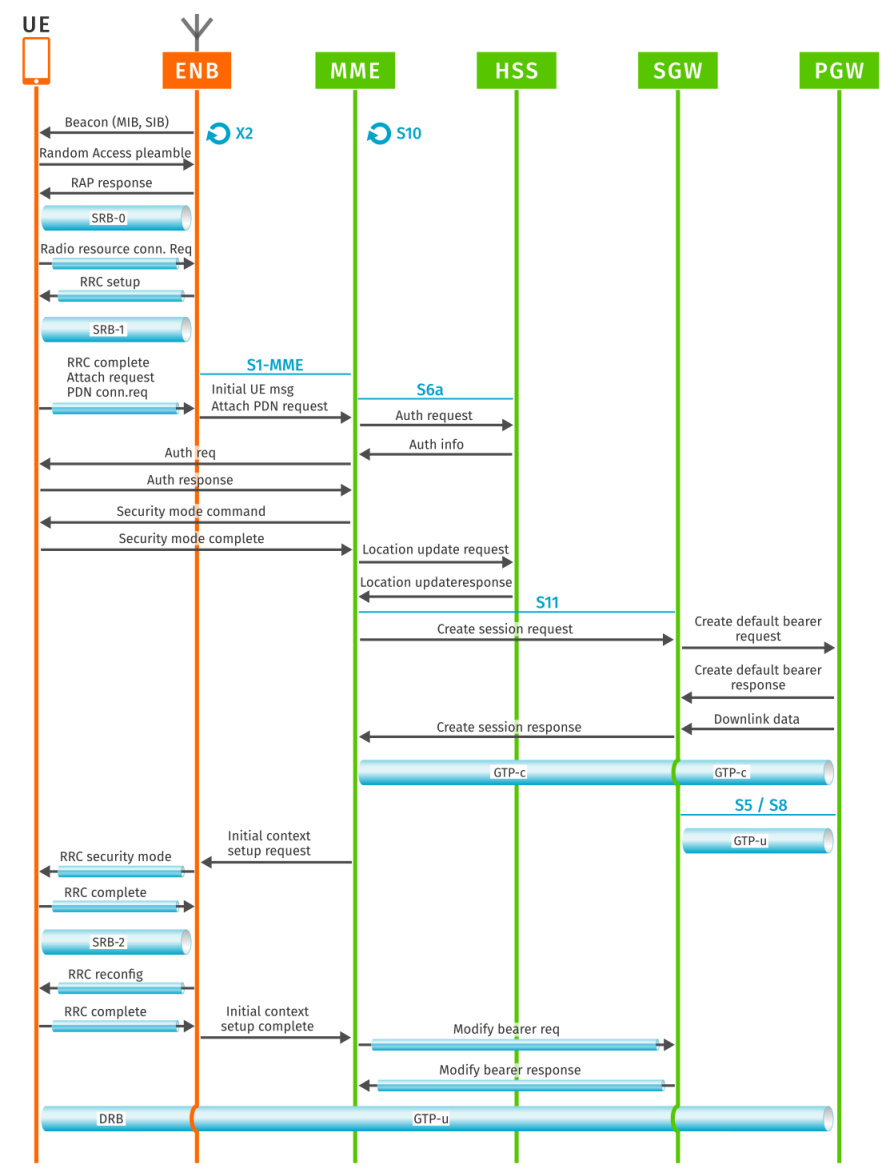 UE
ENB
MME
HSS
SGW
PGW
Beacon (MIB, SIB)
X2
S10
Random Access pleamble
RAP response
SRB-0
Radio resource conn. Req
RRC setup
SRB-1
RRC complete
Attach request
PDN conn.req
S1-MME
Initial UE msg
Attach PDN request
S6a
Auth request
Auth info
Auth req
Auth response
Security mode command
Security mode complete
Location update request
Location updateresponse
S11
Create session request
Create default bearer
request
Create default bearer
response
Downlink data
Create session response
GTP-c
GTP-c
S5 / S8
GTP-u
Initial context
setup request
RRC security mode
RRC complete
SRB-2
RRC reconfig
RRC complete
Initial context
setup complete
Modify bearer req
Modify bearer response
DRB
GTP-u